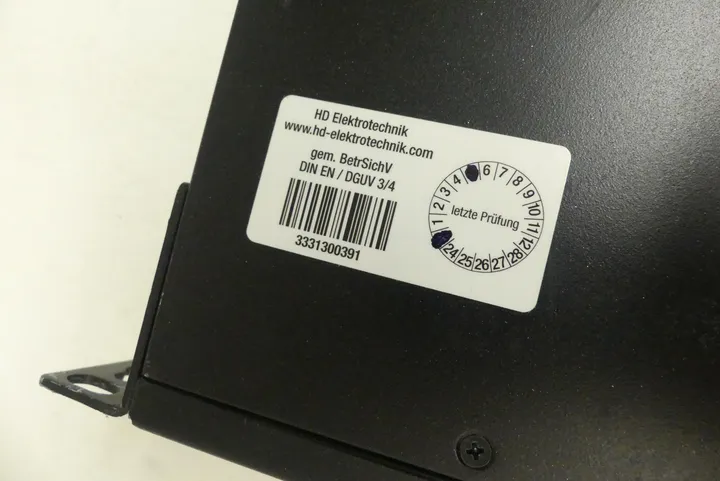 HD Elektrotechnik
www.hd-elektrotechnik.com
gem. BetrSichV
DIN EN / DGUV 3/4
3331300391
1 2 3 4 6 7 8 9 10 11 12
letzte Prüfung
24 25 26 27 28